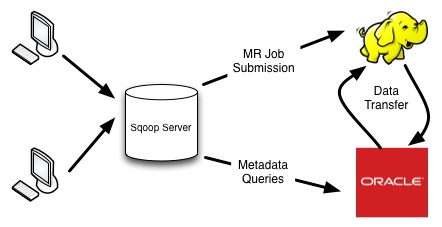 MR Job
Submission
Data
Transfer
Sqoop Server
Metadata
Queries
ORACLE